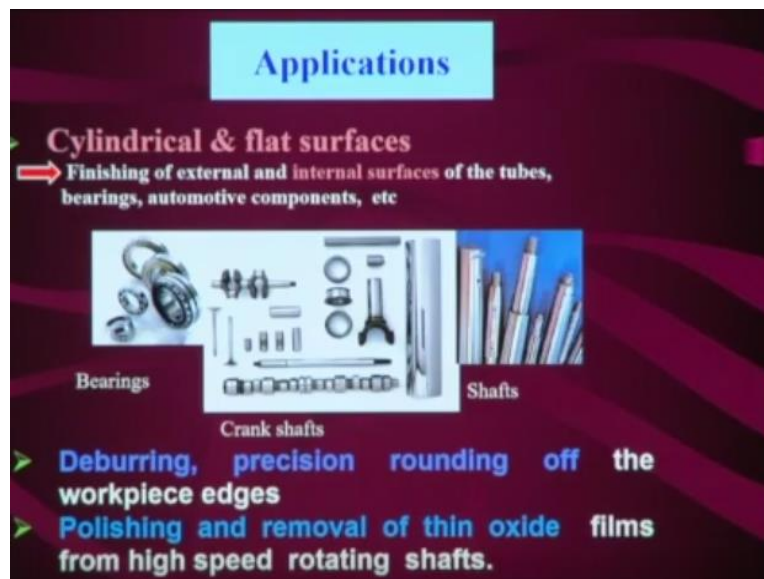 Applications
Cylindrical & flat surfaces
Finishing of external and internal surfaces of the tubes,
bearings, automotive components, etc
Bearings
Shafts
Crank shafts
Deburring, precision rounding off the
workpiece edges
Polishing and removal of thin oxide films
from high speed rotating shafts.